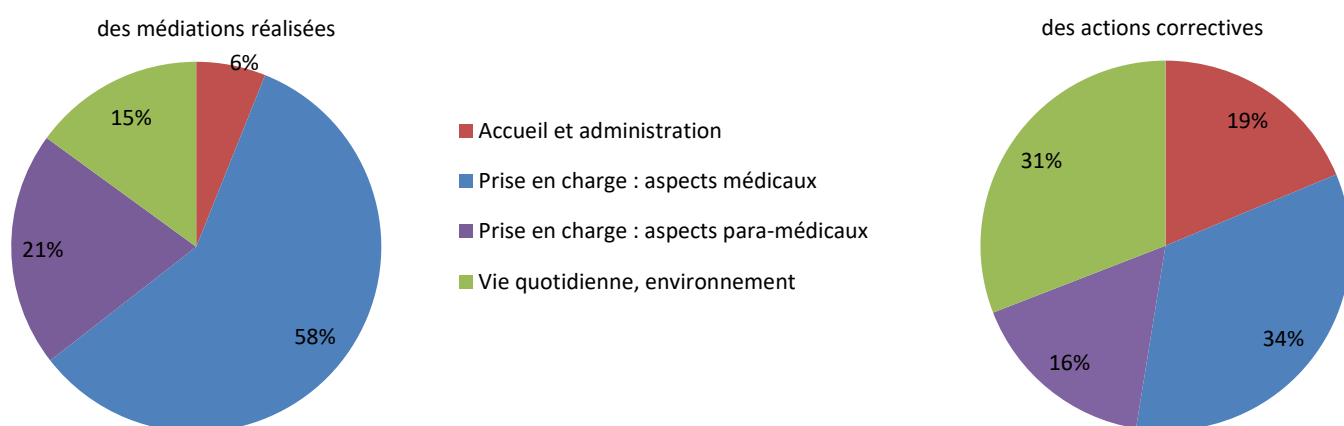 des médiations réalisées
6%
15%
21%
58%
Accueil et administration
Prise en charge : aspects médicaux
Prise en charge : aspects para-médicaux
Vie quotidienne, environnement
des actions correctives
19%
31%
34%
16%